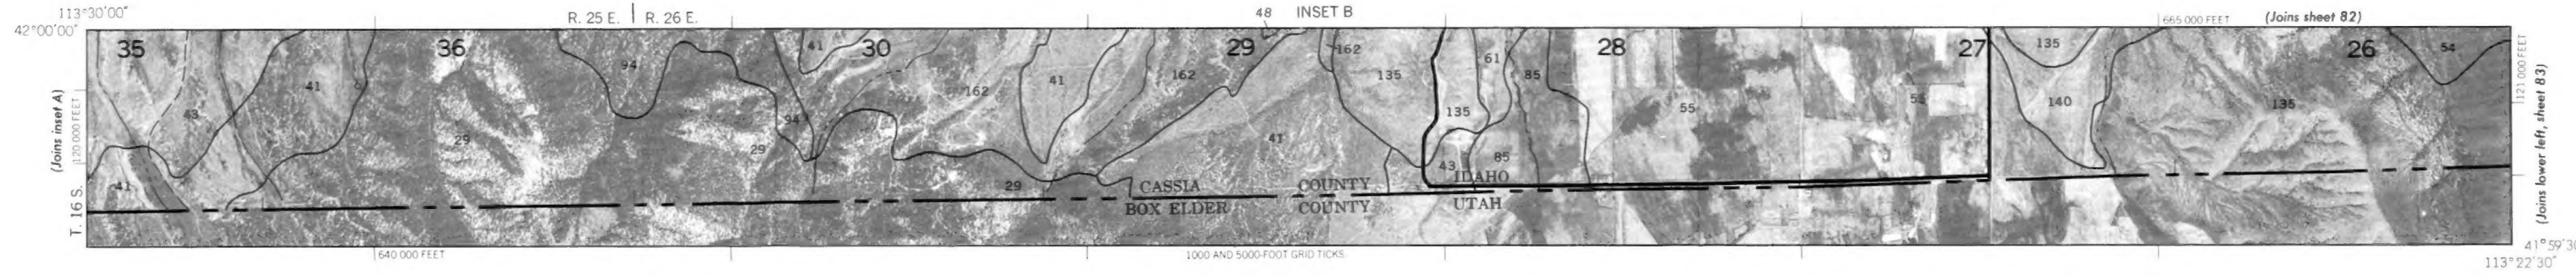 113°30'00"
R. 25 E. | R. 26 E.
48 INSET B
665 000 FEET (Joins sheet 82)
42°00'00"
35 36 41 30 29 162 28 27 135 26 54
94 41 162 41 162 135 61 85
43 135 55 55 140 135
94
29 29 41 43 85
41 29
(Joins inset A)
120 000 FEET
T. 16 S.
CASSIA COUNTY IDAHO
BOX ELDER COUNTY UTAH
121 000 FEET
(Joins lower left, sheet 83)
640 000 FEET
1000 AND 5000-FOOT GRID TICKS
41°59'30
113°22'30"